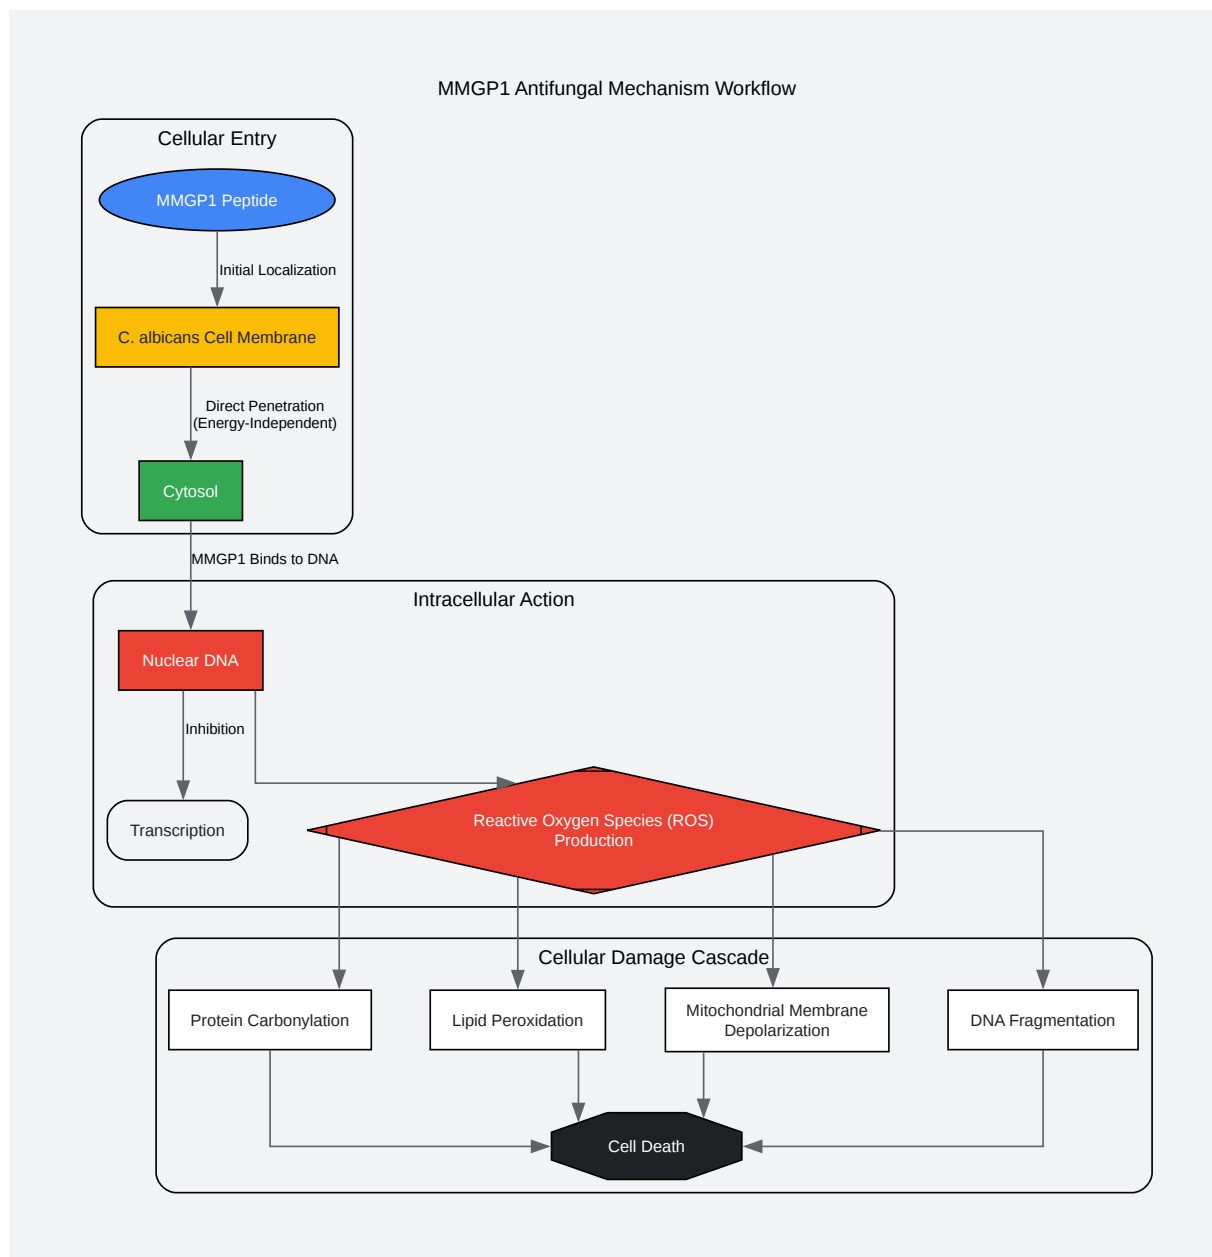 MMGP1 Antifungal Mechanism Workflow
Cellular Entry
MMGP1 Peptide
Initial Localization
C. albicans Cell Membrane
Direct Penetration
(Energy-Independent)
Cytosol
MMGP1 Binds to DNA
Intracellular Action
Nuclear DNA
Inhibition
Transcription
Reactive Oxygen Species (ROS)
Production
Cellular Damage Cascade
Protein Carbonylation
Lipid Peroxidation
Mitochondrial Membrane
Depolarization
DNA Fragmentation
Cell Death